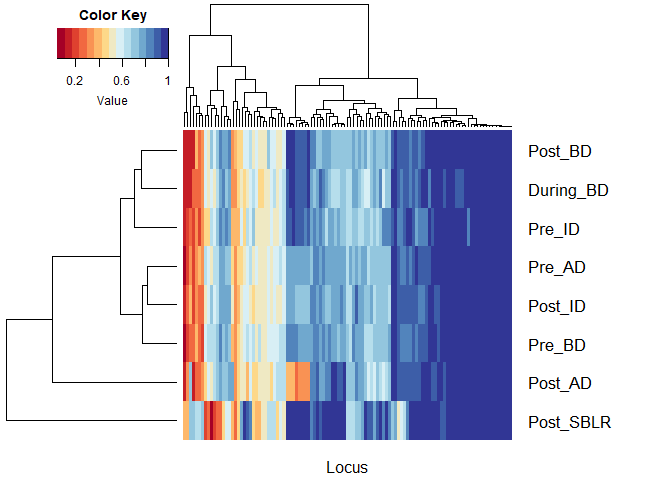 Color Key
0.2 0.6 1
Value
Post_BD
During_BD
Pre_ID
Pre_AD
Post_ID
Pre_BD
Post_AD
Post_SBLR
Locus